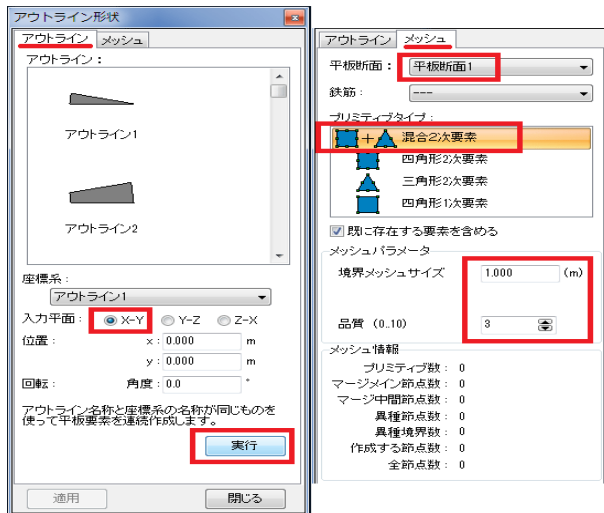 アウトライン形状
アウトライン メッシュ
アウトライン：
アウトライン1
アウトライン2
座標系：
アウトライン1
入力平面： X-Y Y-Z Z-X
位置： x： 0.000 m
y： 0.000 m
回転： 角度： 0.0 °
アウトライン名称と座標系の名称が同じものを
使って平板要素を連続作成します。
実行
適用 閉じる
アウトライン メッシュ
平板断面： 平板断面1
鉄筋： ---
プリミティブタイプ：
+ 混合2次要素
四角形2次要素
三角形2次要素
四角形1次要素
既に存在する要素を含める
メッシュパラメータ
境界メッシュサイズ 1.000 (m)
品質 (0..10) 3
メッシュ情報
プリミティブ数： 0
マージメイン節点数： 0
マージ中間節点数： 0
異種節点数： 0
異種境界数： 0
作成する節点数： 0
全節点数： 0